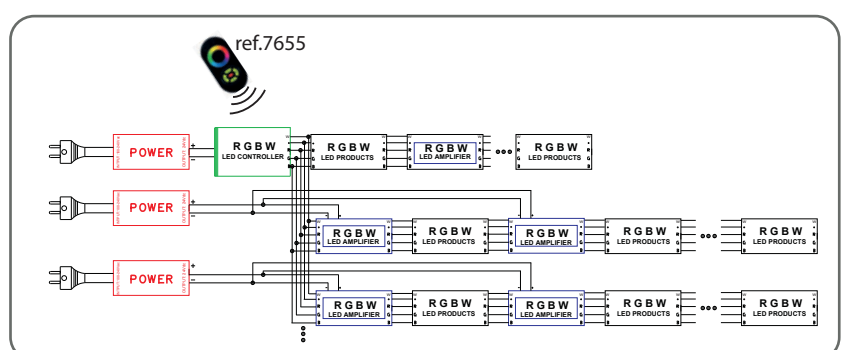 ref.7655
POWER
+
−
RGBW
LED CONTROLLER
RGBW
LED PRODUCTS
RGBW
LED AMPLIFIER
RGBW
LED PRODUCTS
POWER
+
−
RGBW
LED AMPLIFIER
RGBW
LED PRODUCTS
RGBW
LED AMPLIFIER
RGBW
LED PRODUCTS
RGBW
LED PRODUCTS
POWER
+
−
RGBW
LED AMPLIFIER
RGBW
LED PRODUCTS
RGBW
LED AMPLIFIER
RGBW
LED PRODUCTS
RGBW
LED PRODUCTS